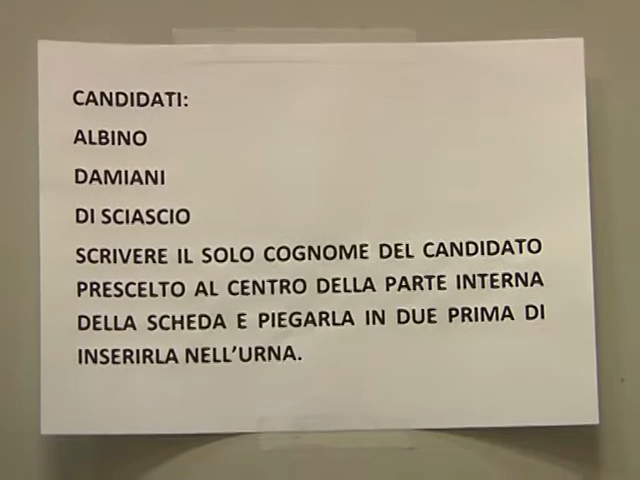 CANDIDATI:
ALBINO
DAMIANI
DI SCIASCIO
SCRIVERE IL SOLO COGNOME DEL CANDIDATO
PRESCELTO AL CENTRO DELLA PARTE INTERNA
DELLA SCHEDA E PIEGARLA IN DUE PRIMA DI
INSERIRLA NELL'URNA.